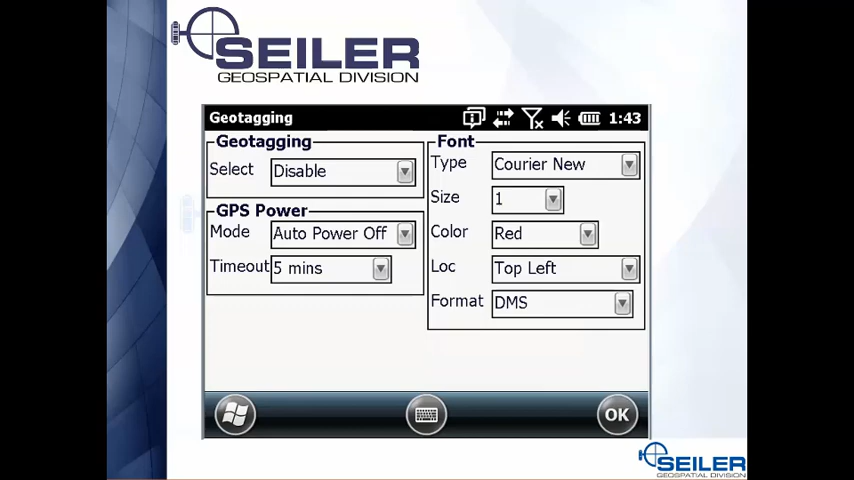 SEILER
GEOSPATIAL DIVISION
Geotagging 1:43
Geotagging
Select Disable
GPS Power
Mode Auto Power Off
Timeout 5 mins
Font
Type Courier New
Size 1
Color Red
Loc Top Left
Format DMS
OK
SEILER
GEOSPATIAL DIVISION